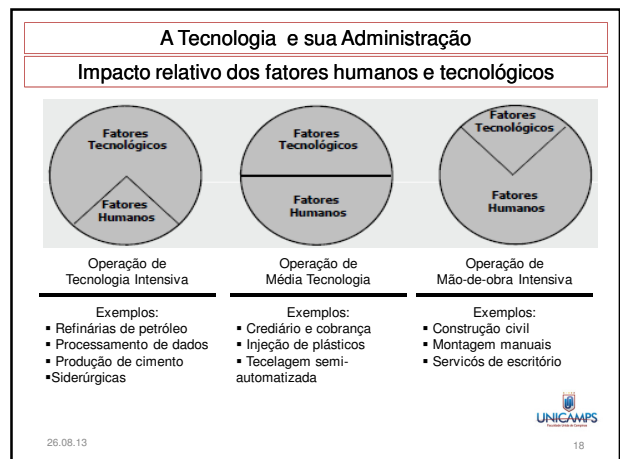 A Tecnologia e sua Administração
Impacto relativo dos fatores humanos e tecnológicos
Fatores
Tecnológicos
Fatores
Humanos
Fatores
Tecnológicos
Fatores
Humanos
Fatores
Tecnológicos
Fatores
Humanos
Operação de
Tecnologia Intensiva
Operação de
Média Tecnologia
Operação de
Mão-de-obra Intensiva
Exemplos:
▪ Refinárias de petróleo
▪ Processamento de dados
▪ Produção de cimento
▪Siderúrgicas
Exemplos:
▪ Crediário e cobrança
▪ Injeção de plásticos
▪ Tecelagem semi-
automatizada
Exemplos:
▪ Construção civil
▪ Montagem manuais
▪ Servicós de escritório
UNICAMPS
26.08.13
18